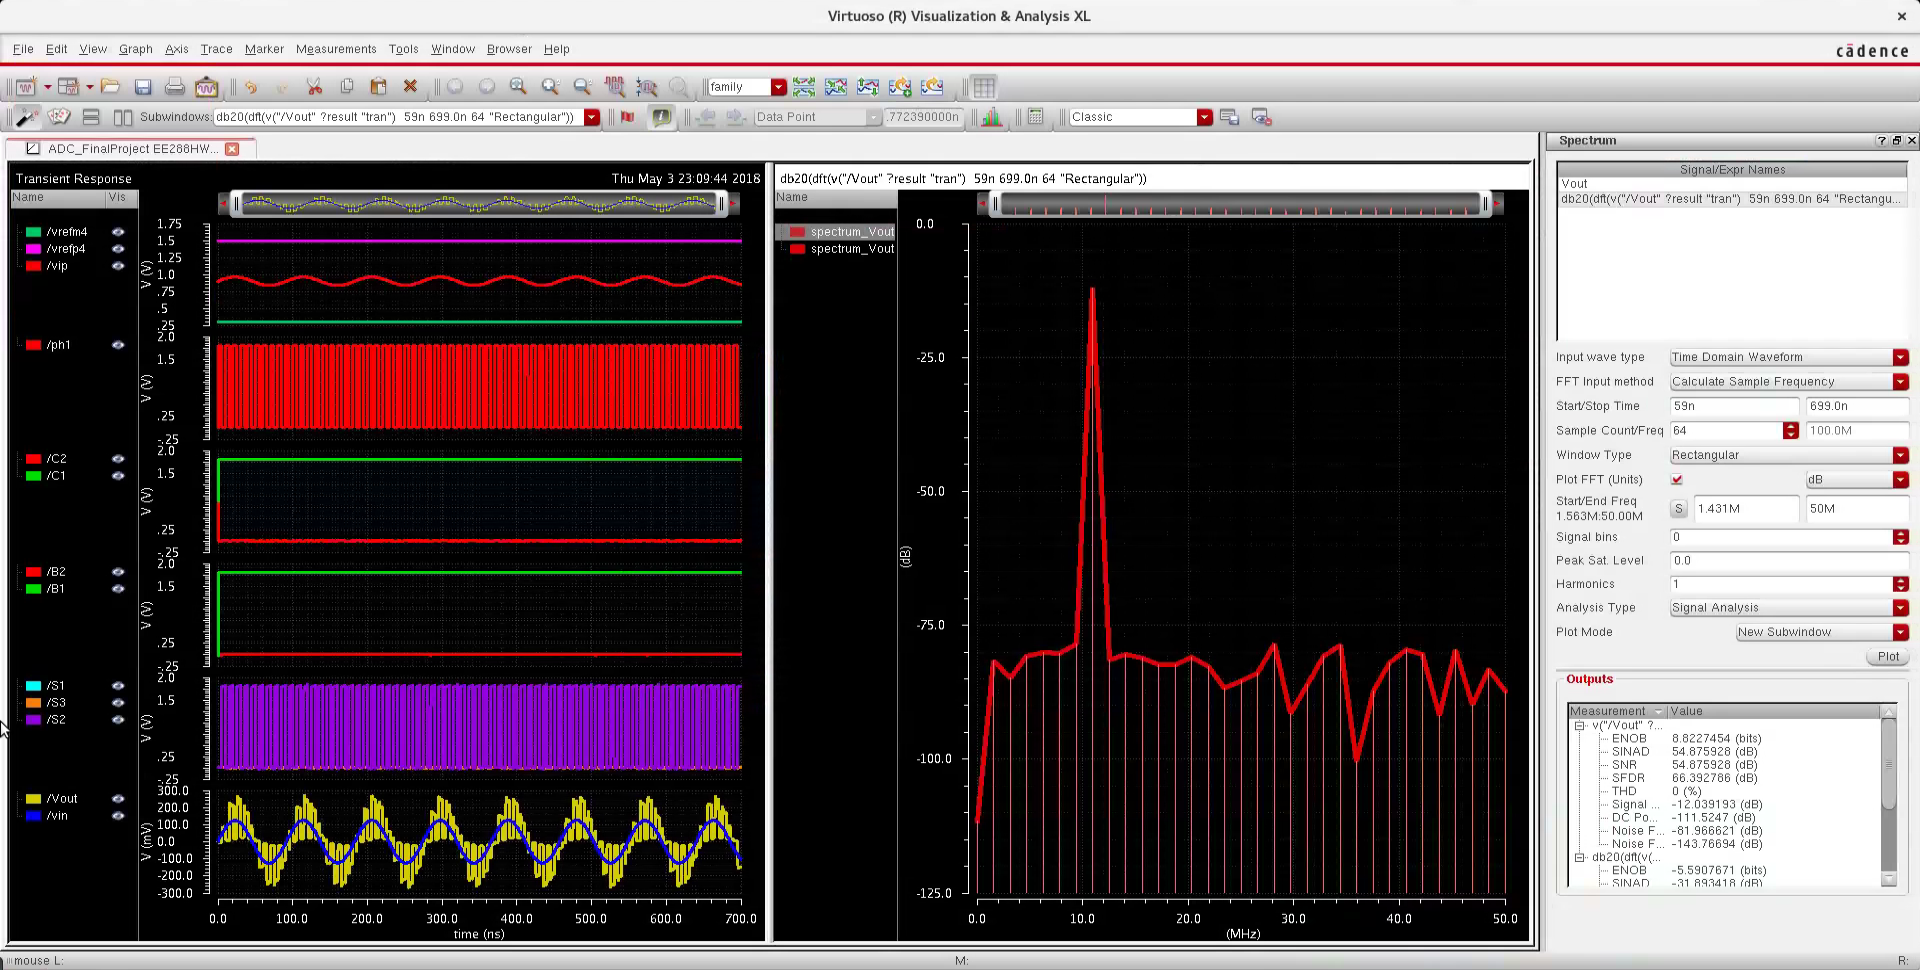 Virtuoso (R) Visualization & Analysis XL
File Edit View Graph Axis Trace Marker Measurements Tools Window Browser Help
cādence
family
Subwindows: db20(dft(v("/Vout" ?result "tran") 59n 699.0n 64 "Rectangular")) Data Point .772390000n Classic
ADC_FinalProject EE288HW...
Transient Response Thu May 3 23:09:44 2018
Name Vis
/vrefm4
/vrefp4
/vip
/ph1
/C2
/C1
/B2
/B1
/S1
/S3
/S2
/Vout
/vin
1.75
1.5
1.25
1.0
.75
.5
.25
V (V)
2.0
1.5
.25
-.25
V (V)
2.0
1.5
.25
-.25
V (V)
2.0
1.5
.25
-.25
V (V)
2.0
1.5
.25
-.25
V (V)
300.0
200.0
100.0
0.0
-100.0
-200.0
-300.0
V (mV)
0.0 100.0 200.0 300.0 400.0 500.0 600.0 700.0
time (ns)
db20(dft(v("/Vout" ?result "tran") 59n 699.0n 64 "Rectangular"))
Name
spectrum_Vout
spectrum_Vout
0.0
-25.0
-50.0
-75.0
-100.0
-125.0
(dB)
0.0 10.0 20.0 30.0 40.0 50.0
(MHz)
Spectrum
Signal/Expr Names
Vout
db20(dft(v("/Vout" ?result "tran") 59n 699.0n 64 "Rectangu...
Input wave type Time Domain Waveform
FFT Input method Calculate Sample Frequency
Start/Stop Time 59n 699.0n
Sample Count/Freq 64 100.0M
Window Type Rectangular
Plot FFT (Units) dB
Start/End Freq
1.563M:50.00M S 1.431M 50M
Signal bins 0
Peak Sat. Level 0.0
Harmonics 1
Analysis Type Signal Analysis
Plot Mode New Subwindow
Plot
Outputs
Measurement Value
v("/Vout" ?...
ENOB 8.8227454 (bits)
SINAD 54.875928 (dB)
SNR 54.875928 (dB)
SFDR 66.392786 (dB)
THD 0 (%)
Signal ... -12.039193 (dB)
DC Po... -111.5247 (dB)
Noise F... -81.966621 (dB)
Noise F... -143.76694 (dB)
db20(dft(v(...
ENOB -5.5907671 (bits)
SINAD -31.893418 (dB)
mouse L: M: R: